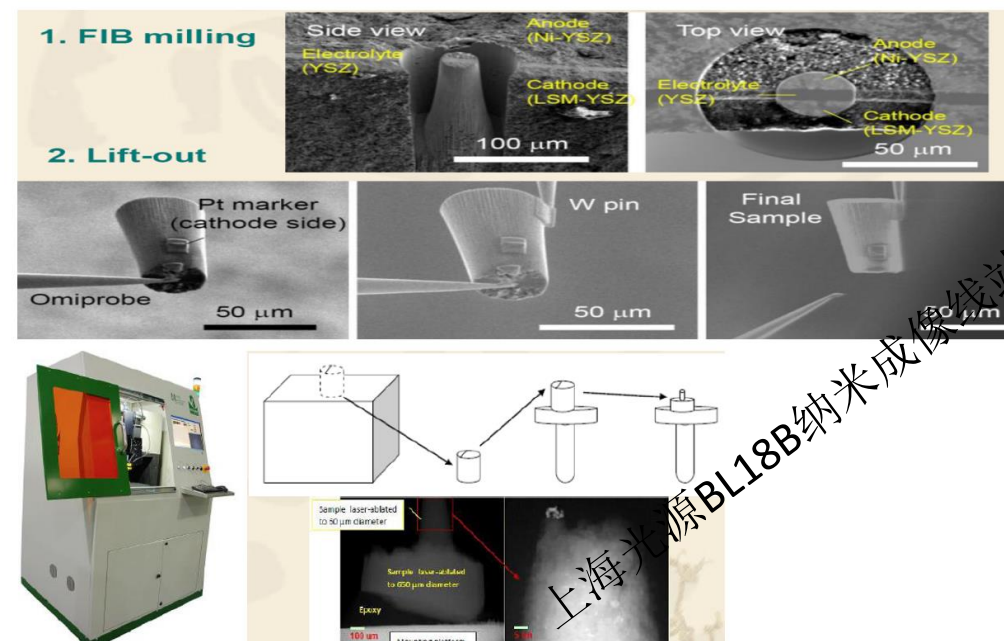 1. FIB milling
2. Lift-out
Side view
Anode
(Ni-YSZ)
Electrolyte
(YSZ)
Cathode
(LSM-YSZ)
100 μm
Top view
Anode
(Ni-YSZ)
Electrolyte
(YSZ)
Cathode
(LSM-YSZ)
50 μm
Pt marker
(cathode side)
Omiprobe
50 μm
W pin
50 μm
Final
Sample
50 μm
Sample laser-ablated
to 60 μm diameter
Sample laser-ablated
to 650 μm diameter
Epoxy
100 um
上海光源BL18B纳米成像线站